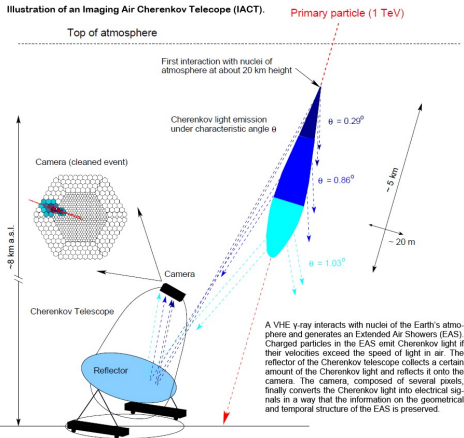 Illustration of an Imaging Air Cherenkov Telescope (IACT).
Primary particle (1 TeV)
Top of atmosphere
First interaction with nuclei of
atmosphere at about 20 km height
Cherenkov light emission
under characteristic angle θ
θ = 0.29°
Camera (cleaned event)
θ = 0.86°
~ 5 km
~ 20 m
~8 km a.s.l.
θ = 1.03°
Camera
Cherenkov Telescope
Reflector
A VHE γ-ray interacts with nuclei of the Earth's atmo-
phere and generates an Extended Air Showers (EAS).
Charged particles in the EAS emit Cherenkov light if
their velocities exceed the speed of light in air. The
reflector of the Cherenkov telescope collects a certain
amount of the Cherenkov light and reflects it onto the
camera. The camera, composed of several pixels,
finally converts the Cherenkov light into electrical sig-
nals in a way that the information on the geometrical
and temporal structure of the EAS is preserved.